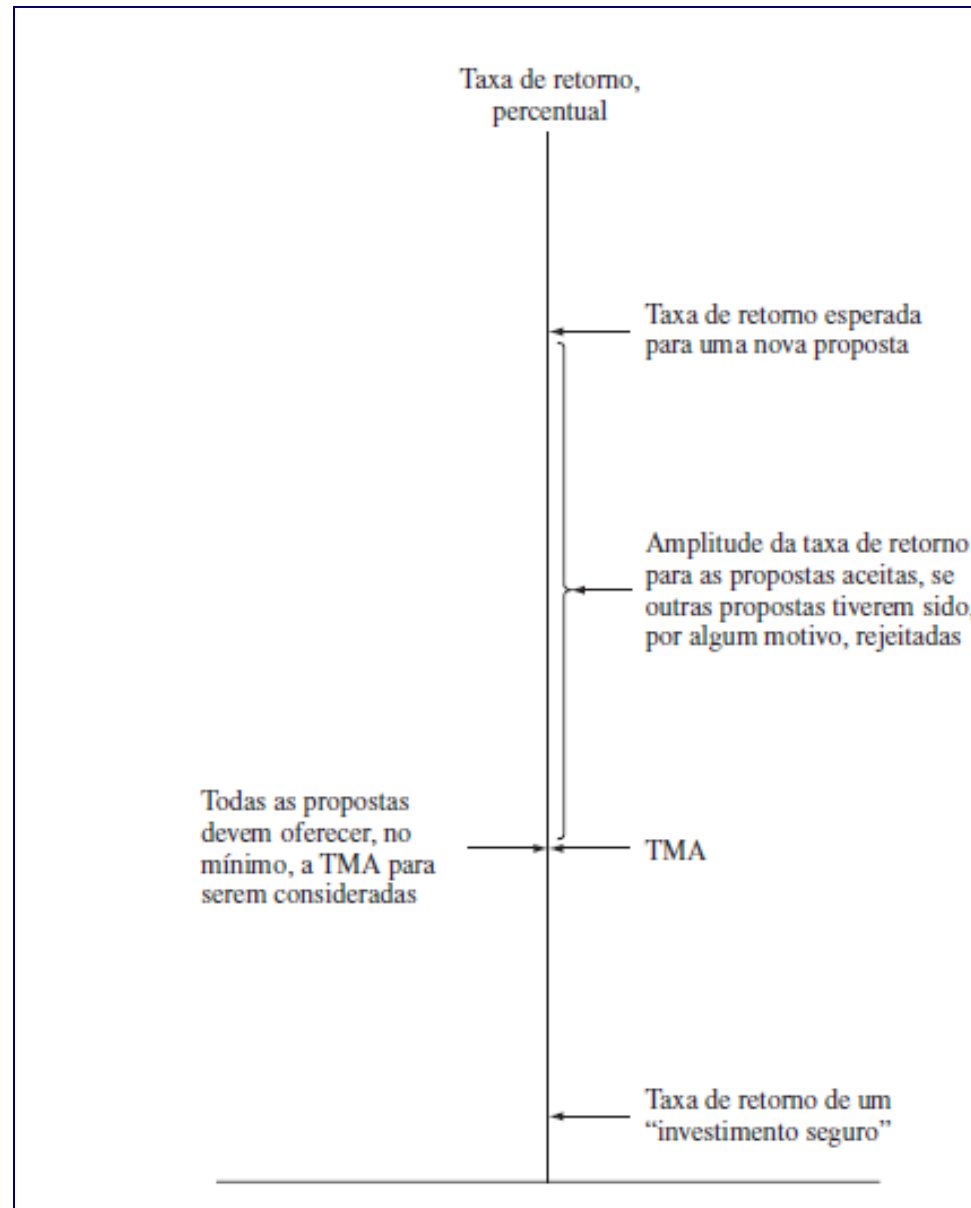 Taxa de retorno,
percentual
Taxa de retorno esperada
para uma nova proposta
Amplitude da taxa de retorno
para as propostas aceitas, se
outras propostas tiverem sido,
por algum motivo, rejeitadas
Todas as propostas
devem oferecer, no
mínimo, a TMA para
serem consideradas
TMA
Taxa de retorno de um
“investimento seguro”